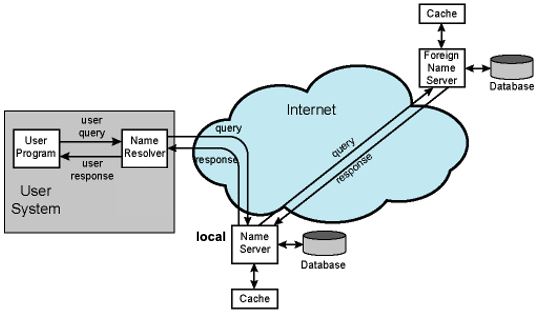 Cache
Foreign
Name
Server
Database
Internet
user
query
User
Program
Name
Resolver
user
response
User
System
query
response
query
response
local
Name
Server
Database
Cache